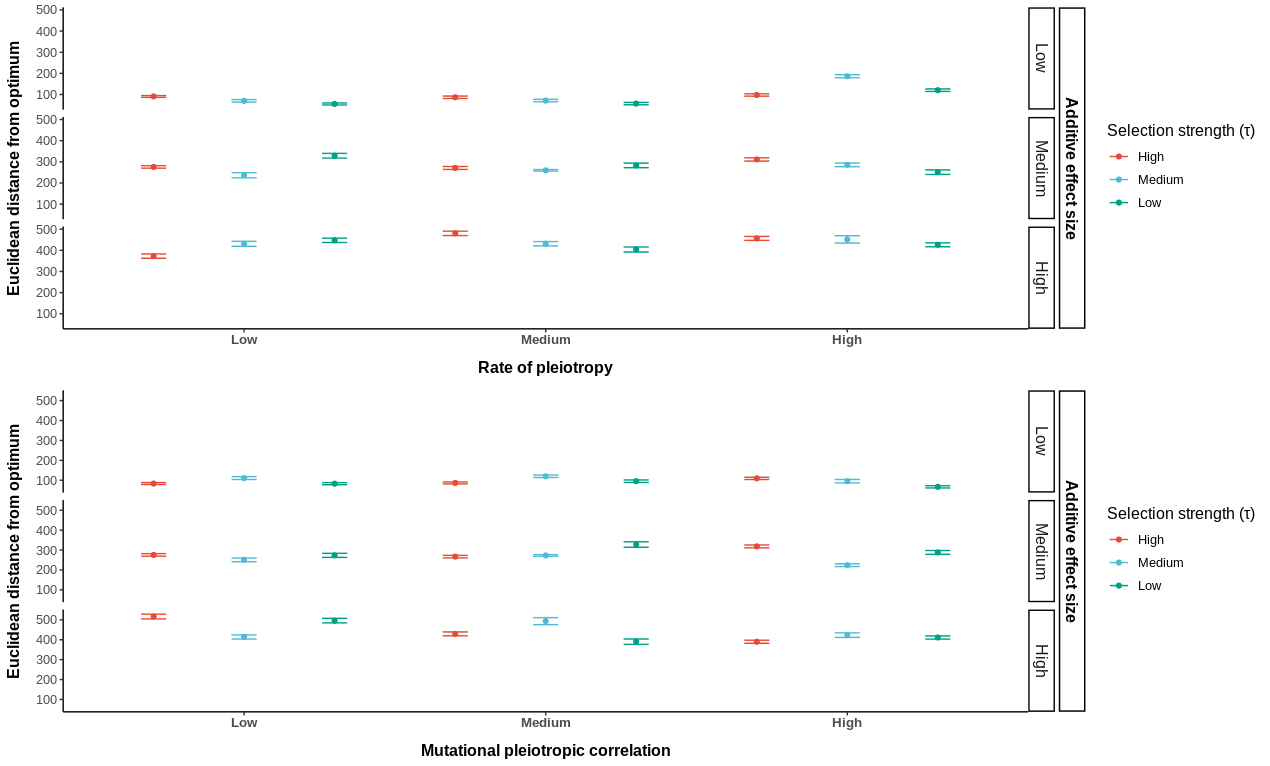 Euclidean distance from optimum
500
400
300
200
100
500
400
300
200
100
500
400
300
200
100
Low
Medium
High
Rate of pleiotropy
Low
Medium
High
Additive effect size
Selection strength (τ)
High
Medium
Low
Euclidean distance from optimum
500
400
300
200
100
500
400
300
200
100
500
400
300
200
100
Low
Medium
High
Mutational pleiotropic correlation
Low
Medium
High
Additive effect size
Selection strength (τ)
High
Medium
Low